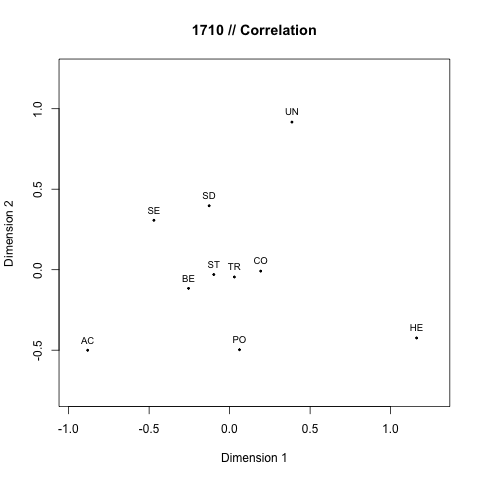 1710 // Correlation
UN
SD
SE
CO
ST
TR
BE
HE
PO
AC
1.0
0.5
0.0
-0.5
Dimension 2
-1.0 -0.5 0.0 0.5 1.0
Dimension 1